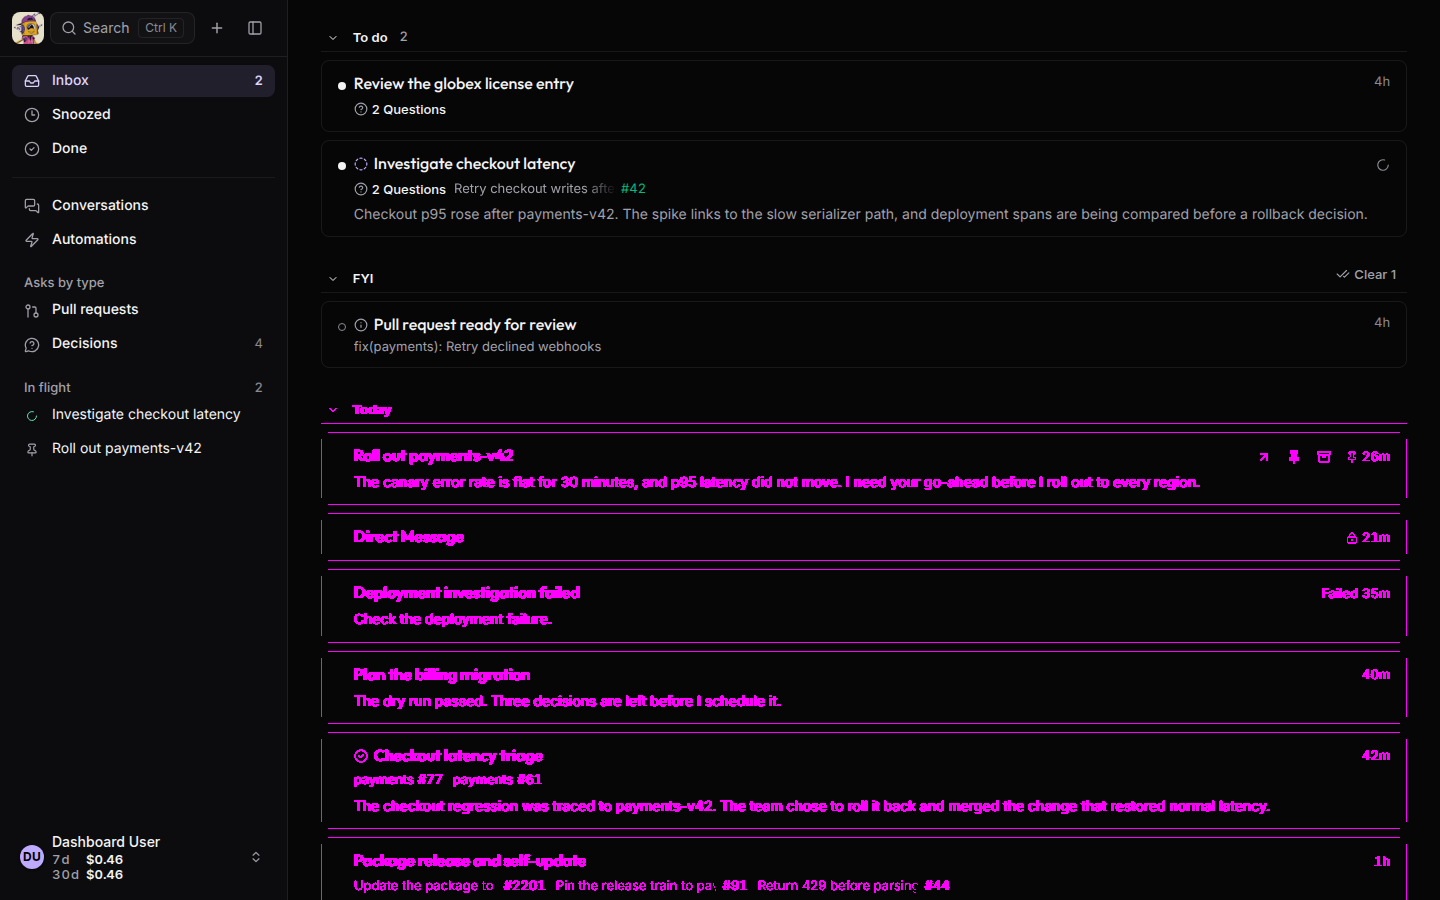 Search Ctrl K
Inbox 2
Snoozed
Done
Conversations
Automations
Asks by type
Pull requests
Decisions 4
In flight 2
Investigate checkout latency
Roll out payments-v42
DU Dashboard User
7d $0.46
30d $0.46
To do 2
Review the globex license entry 4h
2 Questions
Investigate checkout latency
2 Questions Retry checkout writes afte #42
Checkout p95 rose after payments-v42. The spike links to the slow serializer path, and deployment spans are being compared before a rollback decision.
FYI Clear 1
Pull request ready for review 4h
fix(payments): Retry declined webhooks
Today
Roll out payments-v42 26m
The canary error rate is flat for 30 minutes, and p95 latency did not move. I need your go-ahead before I roll out to every region.
Direct Message 21m
Deployment investigation failed Failed 35m
Check the deployment failure.
Plan the billing migration 40m
The dry run passed. Three decisions are left before I schedule it.
Checkout latency triage 42m
payments #77 payments #61
The checkout regression was traced to payments-v42. The team chose to roll it back and merged the change that restored normal latency.
Package release and self-update 1h
Update the package to #2201 Pin the release train to pay #91 Return 429 before parsing #44